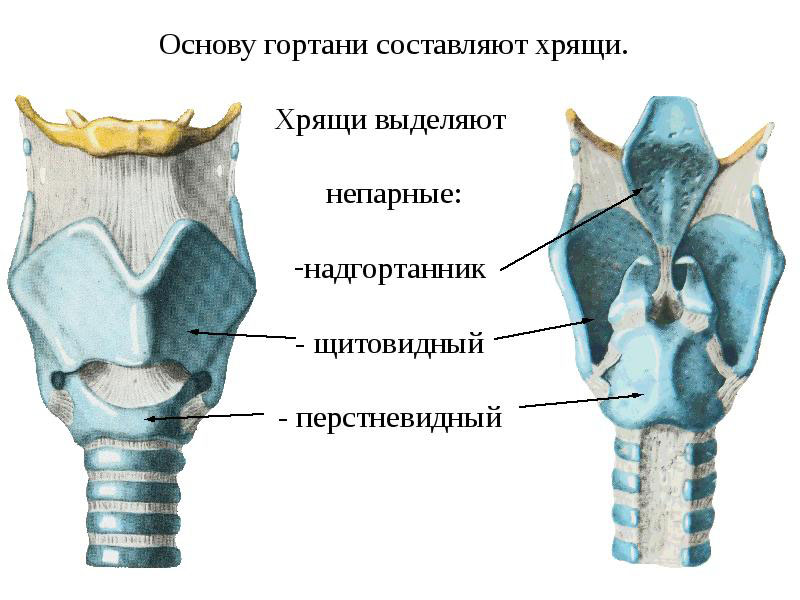 Основу гортани составляют хрящи.
Хрящи выделяют
непарные:
-надгортанник
- щитовидный
- перстневидный